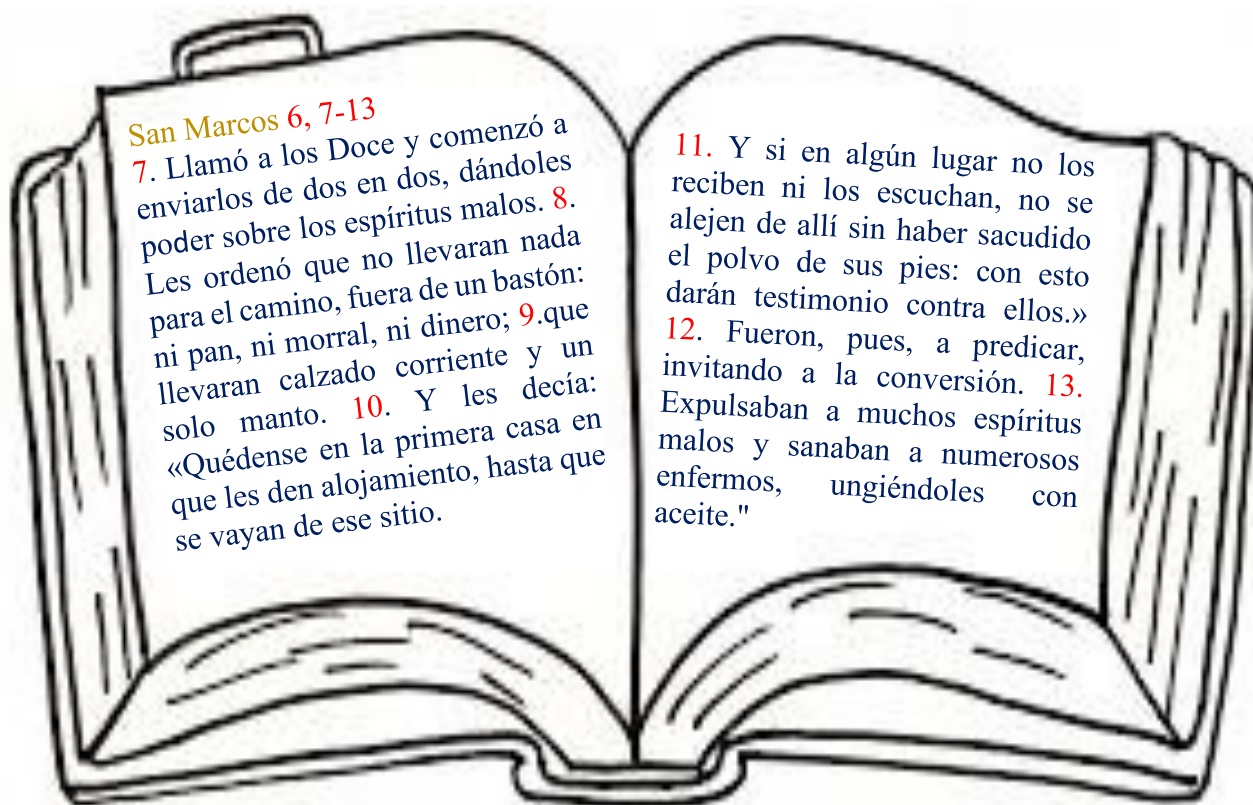 San Marcos 6, 7-13
7. Llamó a los Doce y comenzó a
enviarlos de dos en dos, dándoles
poder sobre los espíritus malos. 8.
Les ordenó que no llevaran nada
para el camino, fuera de un bastón:
ni pan, ni morral, ni dinero; 9.que
llevaran calzado corriente y un
solo manto. 10. Y les decía:
«Quédense en la primera casa en
que les den alojamiento, hasta que
se vayan de ese sitio.
11. Y si en algún lugar no los
reciben ni los escuchan, no se
alejen de allí sin haber sacudido
el polvo de sus pies: con esto
darán testimonio contra ellos.»
12. Fueron, pues, a predicar,
invitando a la conversión. 13.
Expulsaban a muchos espíritus
malos y sanaban a numerosos
enfermos, ungiéndoles con
aceite."